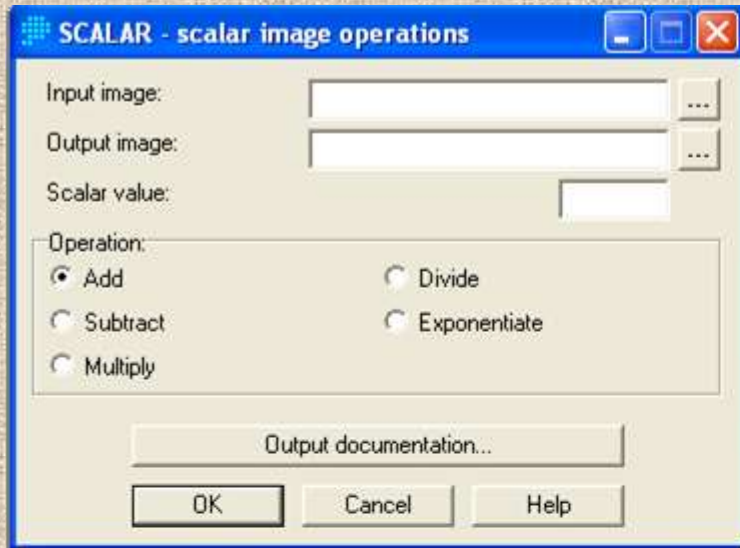 SCALAR - scalar image operations
Input image:
...
Output image:
...
Scalar value:
Operation:
Add
Divide
Subtract
Exponentiate
Multiply
Output documentation...
OK
Cancel
Help